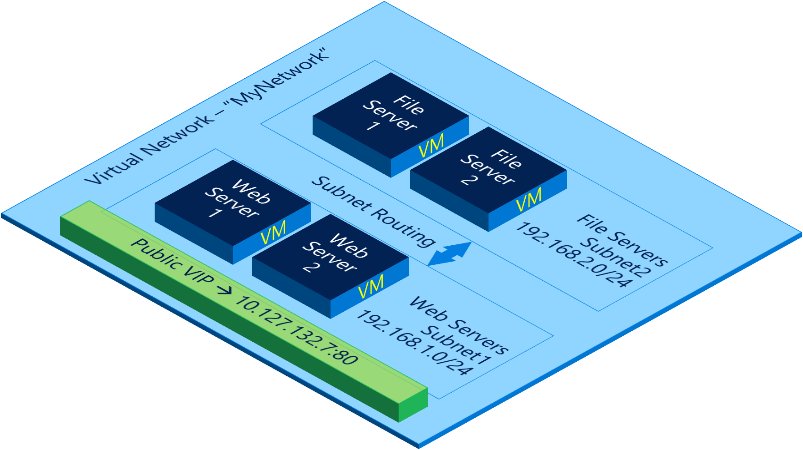 Virtual Network – "MyNetwork"
File
Server
1
VM
File
Server
2
VM
File Servers
Subnet2
192.168.2.0/24
Subnet Routing
Web
Server
1
VM
Web
Server
2
VM
Web Servers
Subnet1
192.168.1.0/24
Public VIP → 10.127.132.7:80